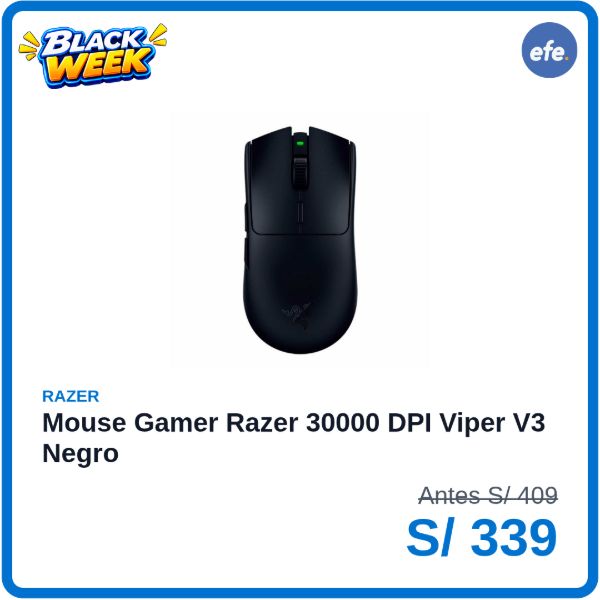 BLACK
WEEK
efe.
RAZER
Mouse Gamer Razer 30000 DPI Viper V3
Negro
Antes S/ 409
S/ 339